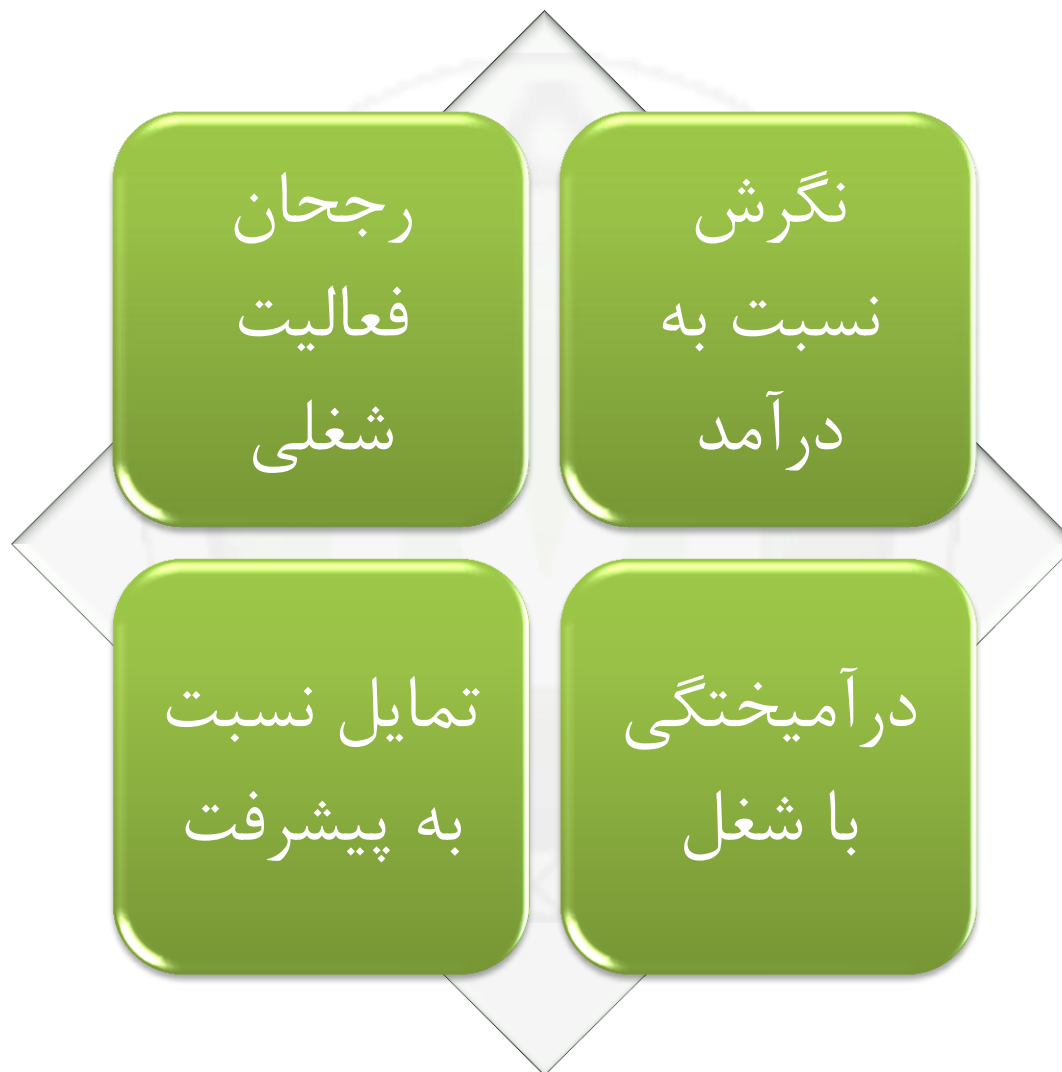 نگرش
نسبت به
درآمد
رجحان
فعالیت
شغلی
درآمیختگی
با شغل
تمایل نسبت
به پیشرفت